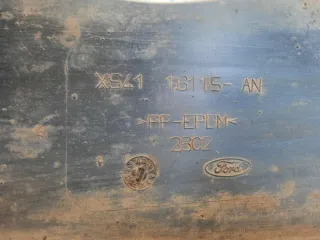 XS41 16115- AN
>PP-EPDM<
2302
Ford